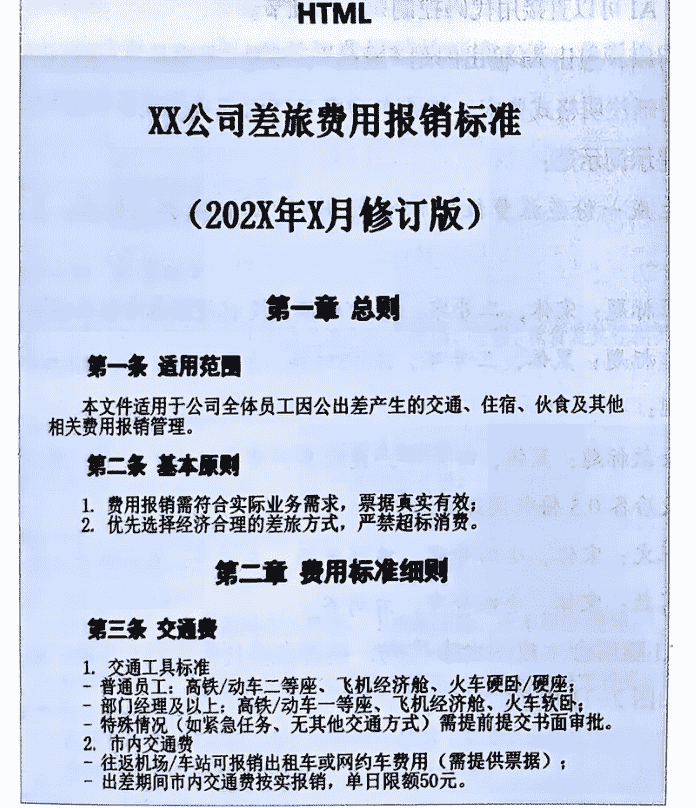 HTML
XX公司差旅费用报销标准
（202X年X月修订版）
第一章 总则
第一条 适用范围
本文件适用于公司全体员工因公出差产生的交通、住宿、伙食及其他
相关费用报销管理。
第二条 基本原则
1. 费用报销需符合实际业务需求，票据真实有效；
2. 优先选择经济合理的差旅方式，严禁超标消费。
第二章 费用标准细则
第三条 交通费
1. 交通工具标准
- 普通员工：高铁/动车二等座、飞机经济舱、火车硬卧/硬座；
- 部门经理及以上：高铁/动车一等座、飞机经济舱、火车软卧；
- 特殊情况（如紧急任务、无其他交通方式）需提前提交书面审批。
2. 市内交通费
- 往返机场/车站可报销出租车或网约车费用（需提供票据）；
- 出差期间市内交通费按实报销，单日限额50元。